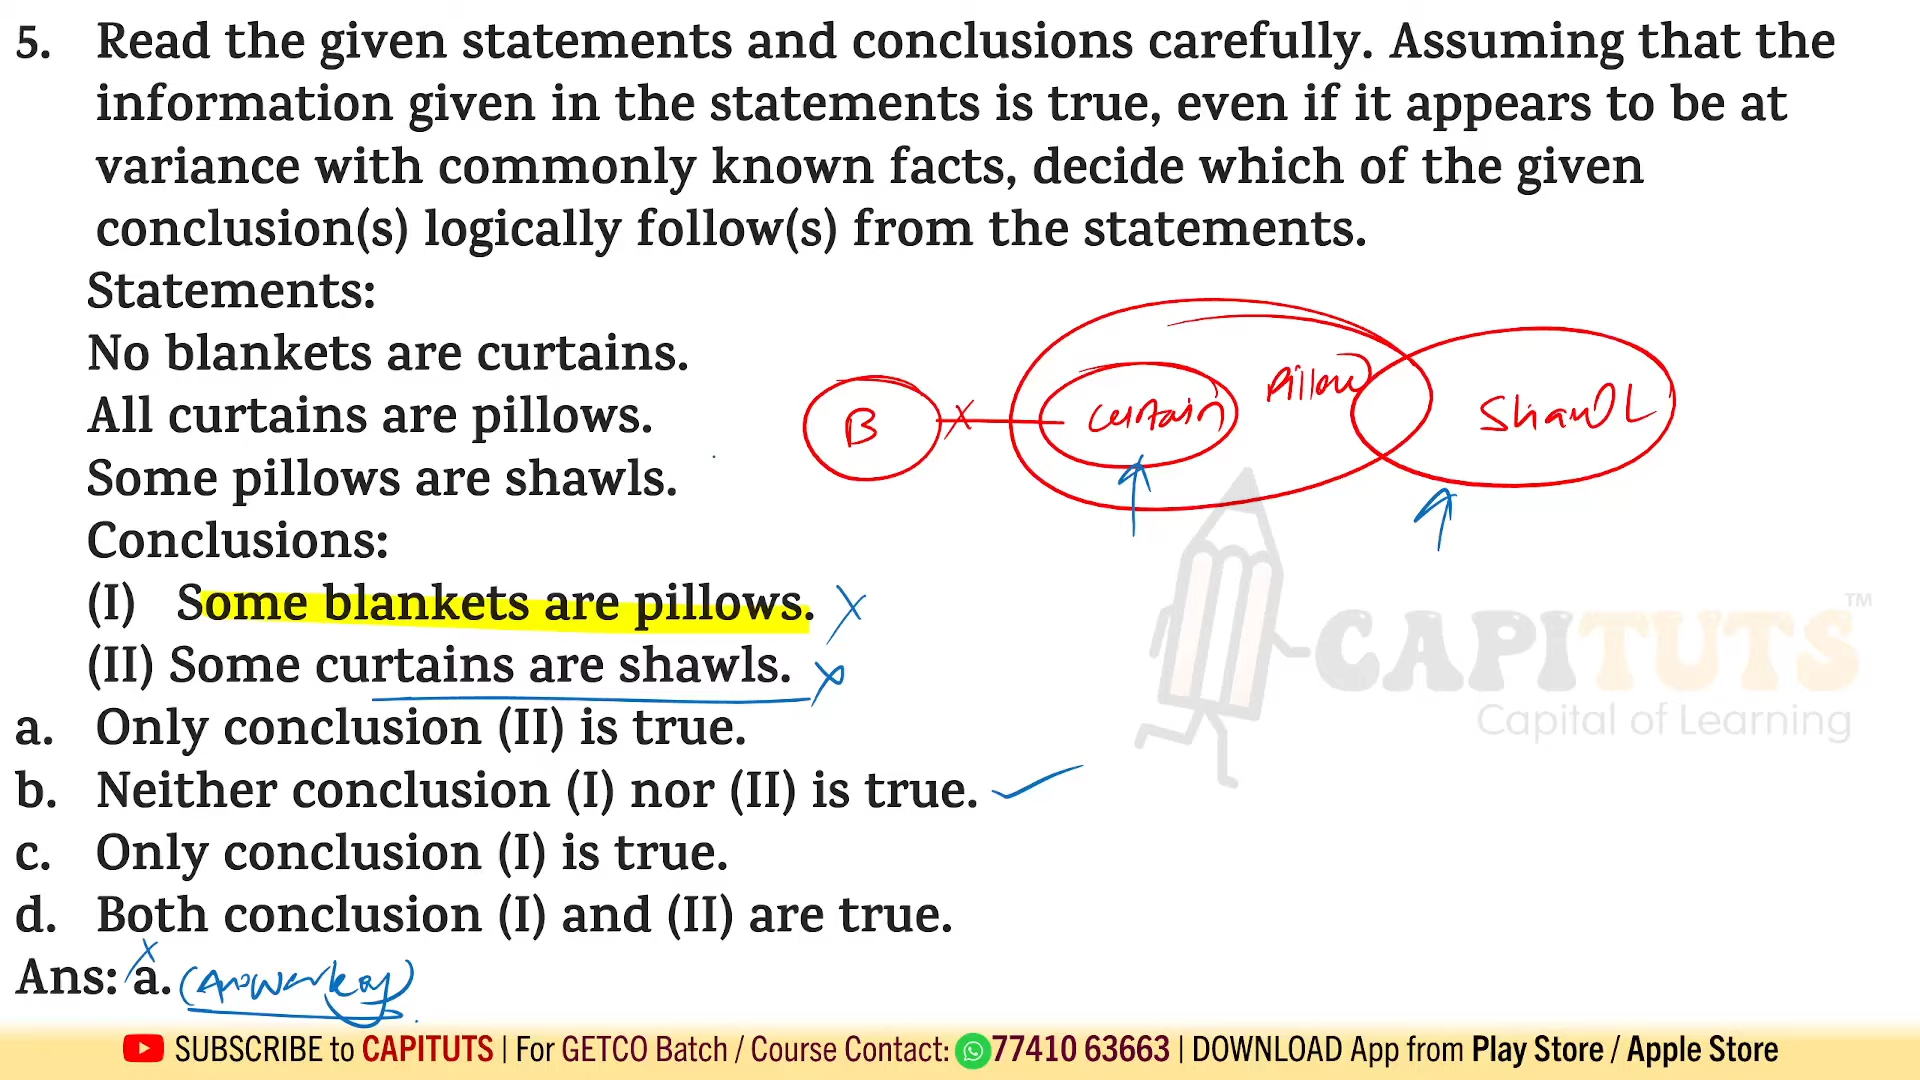 5. Read the given statements and conclusions carefully. Assuming that the
information given in the statements is true, even if it appears to be at
variance with commonly known facts, decide which of the given
conclusion(s) logically follow(s) from the statements.
Statements:
No blankets are curtains.
All curtains are pillows.
Some pillows are shawls.
B X curtain Pillow ShawL
Conclusions:
(I) Some blankets are pillows. X
(II) Some curtains are shawls. X
CAPITUTS™
Capital of Learning
a. Only conclusion (II) is true.
b. Neither conclusion (I) nor (II) is true. ✓
c. Only conclusion (I) is true.
d. Both conclusion (I) and (II) are true.
X
Ans: a. (Answer key)
SUBSCRIBE to CAPITUTS | For GETCO Batch / Course Contact: 77410 63663 | DOWNLOAD App from Play Store / Apple Store